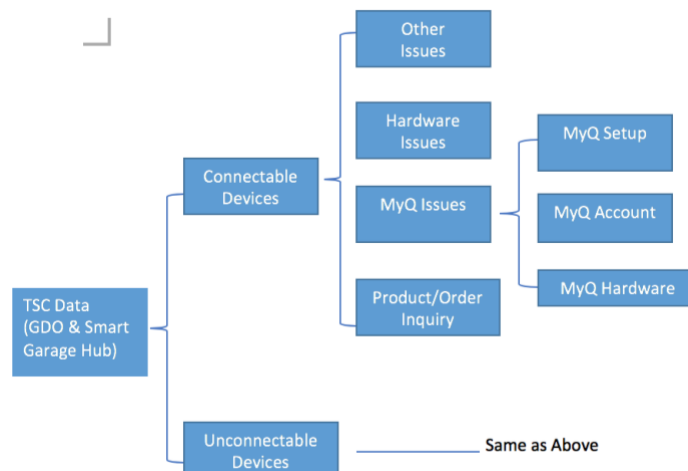 Other
Issues
Hardware
Issues
MyQ Setup
Connectable
Devices
MyQ Issues
MyQ Account
TSC Data
(GDO & Smart
Garage Hub)
Product/Order
Inquiry
MyQ Hardware
Unconnectable
Devices
Same as Above